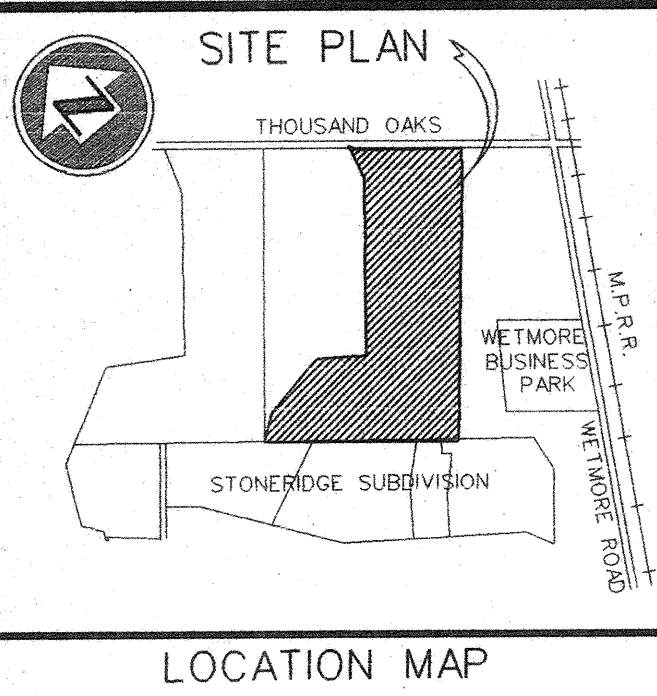 SITE PLAN
THOUSAND OAKS
M.P.R.R.
WETMORE
BUSINESS
PARK
STONERIDGE SUBDIVISION
WETMORE ROAD
LOCATION MAP